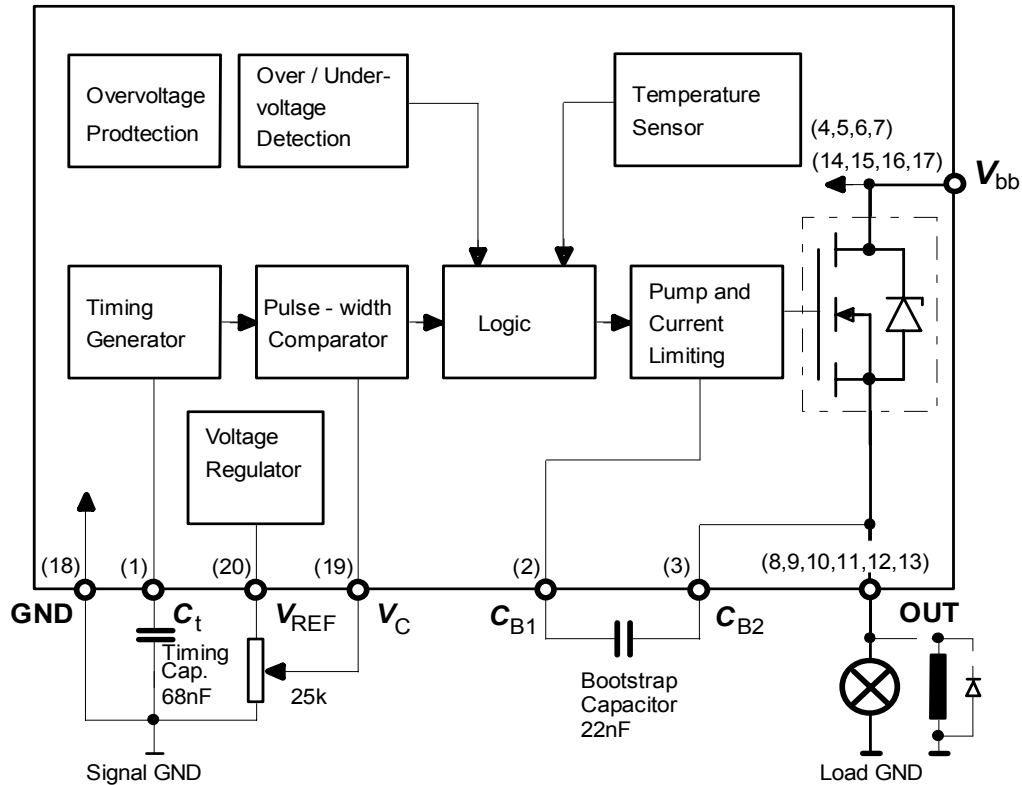 Overvoltage
Prodtection
Over / Under-
voltage
Detection
Temperature
Sensor
(4,5,6,7)
(14,15,16,17)
Vbb
Timing
Generator
Pulse - width
Comparator
Logic
Pump and
Current
Limiting
Voltage
Regulator
(18)
(1)
(20)
(19)
(2)
(3)
(8,9,10,11,12,13)
GND
Ct
VREF
VC
CB1
CB2
OUT
Timing
Cap.
68nF
25k
Bootstrap
Capacitor
22nF
Signal GND
Load GND